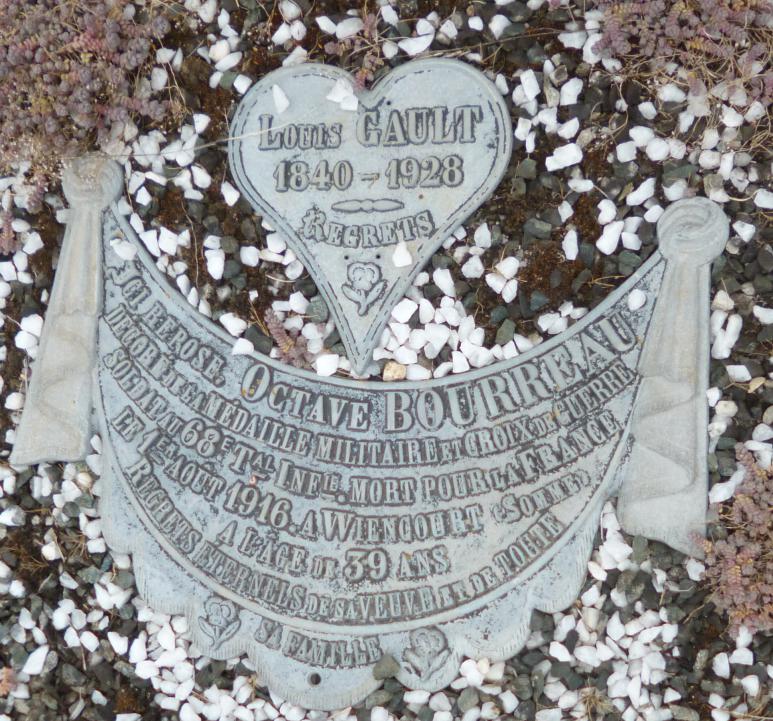 Louis GAULT
1840 - 1928
REGRETS
ICI REPOSE. OCTAVE BOURREAU
DÉCORÉ DE LA MÉDAILLE MILITAIRE ET CROIX DE GUERRE
SOLDAT AU 68E TAL INFIE. MORT POUR LA FRANCE
LE 1ER AOÛT 1916. A WIENCOURT (SOMME)
A L'AGE DE 39 ANS
REGRETS ÉTERNELS DE SA VEUVE ET DE TOUTE
SA FAMILLE